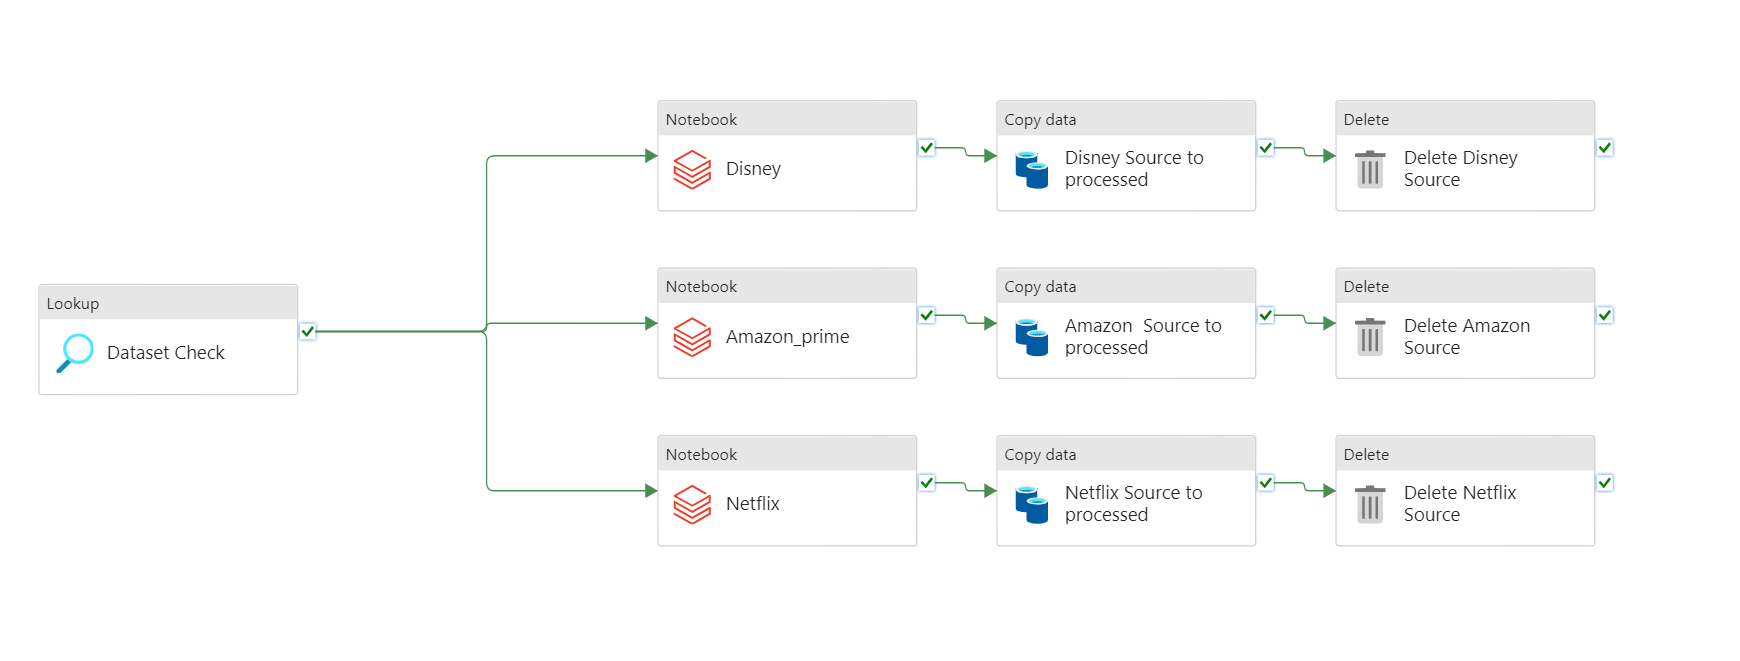 Lookup
Dataset Check
Notebook
Disney
Copy data
Disney Source to
processed
Delete
Delete Disney
Source
Notebook
Amazon_prime
Copy data
Amazon  Source to
processed
Delete
Delete Amazon
Source
Notebook
Netflix
Copy data
Netflix Source to
processed
Delete
Delete Netflix
Source